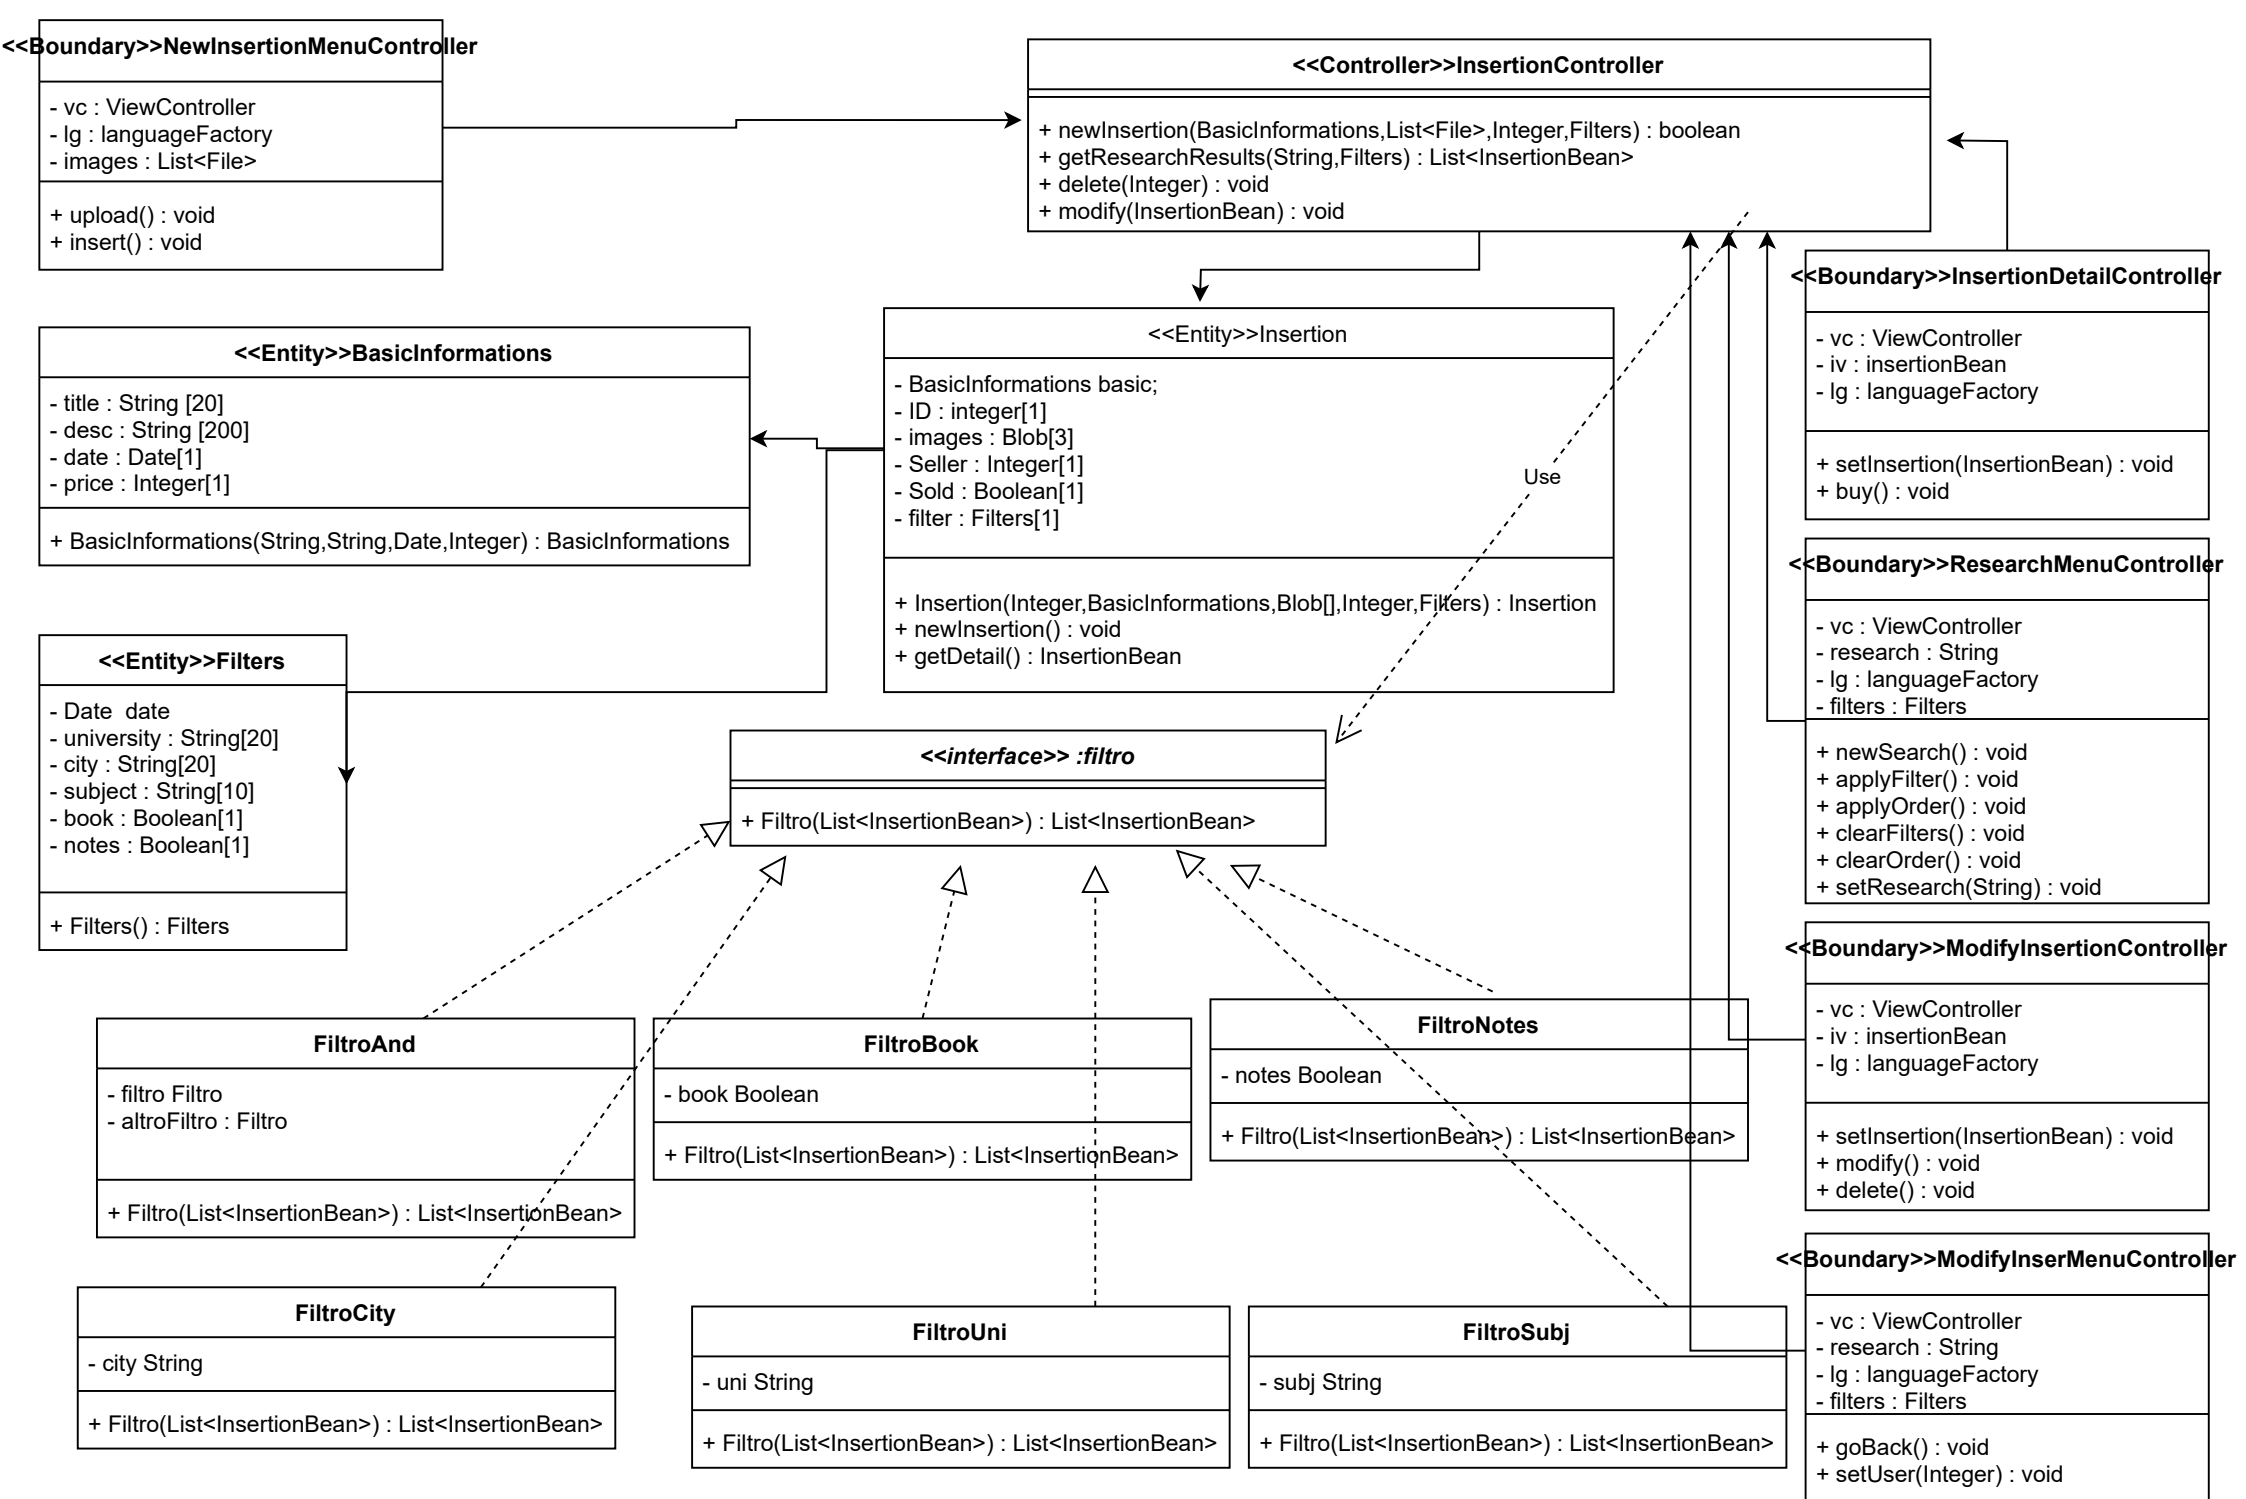 <<Boundary>>NewInsertionMenuController
- vc : ViewController
- lg : languageFactory
- images : List<File>
+ upload() : void
+ insert() : void
<<Controller>>InsertionController
+ newInsertion(BasicInformations,List<File>,Integer,Filters) : boolean
+ getResearchResults(String,Filters) : List<InsertionBean>
+ delete(Integer) : void
+ modify(InsertionBean) : void
<<Entity>>BasicInformations
- title : String [20]
- desc : String [200]
- date : Date[1]
- price : Integer[1]
+ BasicInformations(String,String,Date,Integer) : BasicInformations
<<Entity>>Insertion
- BasicInformations basic;
- ID : integer[1]
- images : Blob[3]
- Seller : Integer[1]
- Sold : Boolean[1]
- filter : Filters[1]
+ Insertion(Integer,BasicInformations,Blob[],Integer,Filters) : Insertion
+ newInsertion() : void
+ getDetail() : InsertionBean
Use
<<Boundary>>InsertionDetailController
- vc : ViewController
- iv : insertionBean
- lg : languageFactory
+ setInsertion(InsertionBean) : void
+ buy() : void
<<Boundary>>ResearchMenuController
- vc : ViewController
- research : String
- lg : languageFactory
- filters : Filters
+ newSearch() : void
+ applyFilter() : void
+ applyOrder() : void
+ clearFilters() : void
+ clearOrder() : void
+ setResearch(String) : void
<<Entity>>Filters
- Date  date
- university : String[20]
- city : String[20]
- subject : String[10]
- book : Boolean[1]
- notes : Boolean[1]
+ Filters() : Filters
<<interface>> :filtro
+ Filtro(List<InsertionBean>) : List<InsertionBean>
<<Boundary>>ModifyInsertionController
- vc : ViewController
- iv : insertionBean
- lg : languageFactory
+ setInsertion(InsertionBean) : void
+ modify() : void
+ delete() : void
FiltroAnd
- filtro Filtro
- altroFiltro : Filtro
+ Filtro(List<InsertionBean>) : List<InsertionBean>
FiltroBook
- book Boolean
+ Filtro(List<InsertionBean>) : List<InsertionBean>
FiltroNotes
- notes Boolean
+ Filtro(List<InsertionBean>) : List<InsertionBean>
FiltroCity
- city String
+ Filtro(List<InsertionBean>) : List<InsertionBean>
FiltroUni
- uni String
+ Filtro(List<InsertionBean>) : List<InsertionBean>
FiltroSubj
- subj String
+ Filtro(List<InsertionBean>) : List<InsertionBean>
<<Boundary>>ModifyInserMenuController
- vc : ViewController
- research : String
- lg : languageFactory
- filters : Filters
+ goBack() : void
+ setUser(Integer) : void